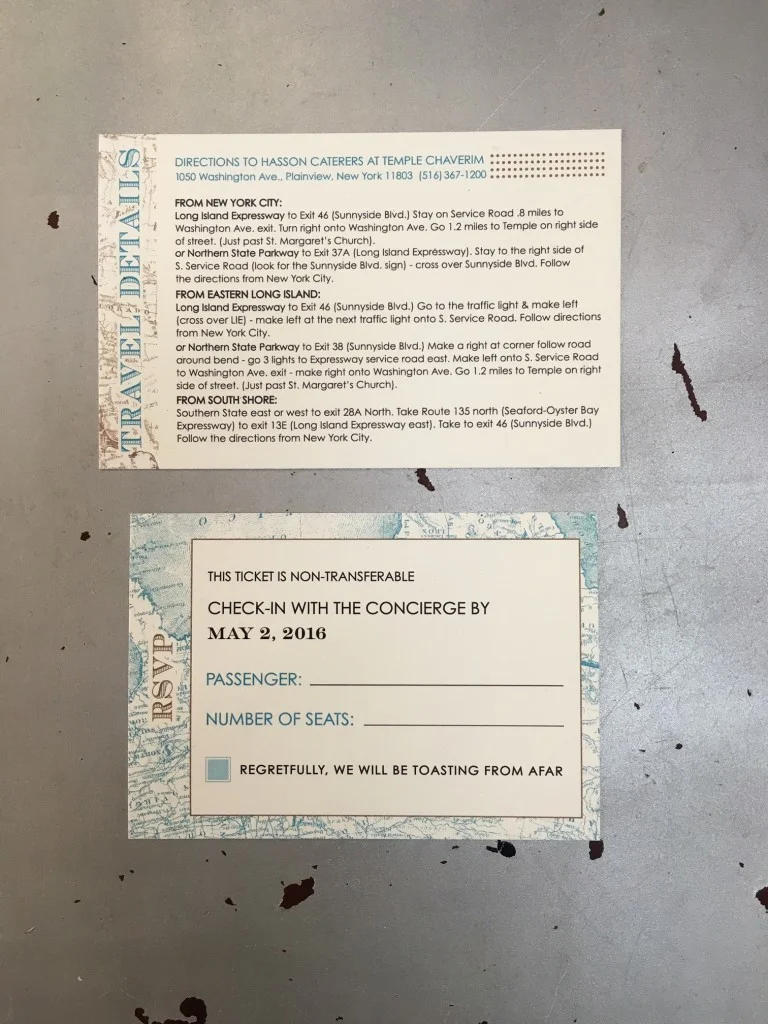 TRAVEL DETAILS
DIRECTIONS TO HASSON CATERERS AT TEMPLE CHAVERIM
1050 Washington Ave., Plainview, New York 11803 (516) 367-1200
FROM NEW YORK CITY:
Long Island Expressway to Exit 46 (Sunnyside Blvd.) Stay on Service Road .8 miles to
Washington Ave. exit. Turn right onto Washington Ave. Go 1.2 miles to Temple on right side
of street. (Just past St. Margaret's Church).
or Northern State Parkway to Exit 37A (Long Island Expressway). Stay to the right side of
S. Service Road (look for the Sunnyside Blvd. sign) - cross over Sunnyside Blvd. Follow
the directions from New York City.
FROM EASTERN LONG ISLAND:
Long Island Expressway to Exit 46 (Sunnyside Blvd.) Go to the traffic light & make left
(cross over LIE) - make left at the next traffic light onto S. Service Road. Follow directions
from New York City.
or Northern State Parkway to Exit 38 (Sunnyside Blvd.) Make a right at corner follow road
around bend - go 3 lights to Expressway service road east. Make left onto S. Service Road
to Washington Ave. exit - make right onto Washington Ave. Go 1.2 miles to Temple on right
side of street. (Just past St. Margaret's Church).
FROM SOUTH SHORE:
Southern State east or west to exit 28A North. Take Route 135 north (Seaford-Oyster Bay
Expressway) to exit 13E (Long Island Expressway east). Take to exit 46 (Sunnyside Blvd.)
Follow the directions from New York City.
RSVP
THIS TICKET IS NON-TRANSFERABLE
CHECK-IN WITH THE CONCIERGE BY
MAY 2, 2016
PASSENGER:
NUMBER OF SEATS:
REGRETFULLY, WE WILL BE TOASTING FROM AFAR